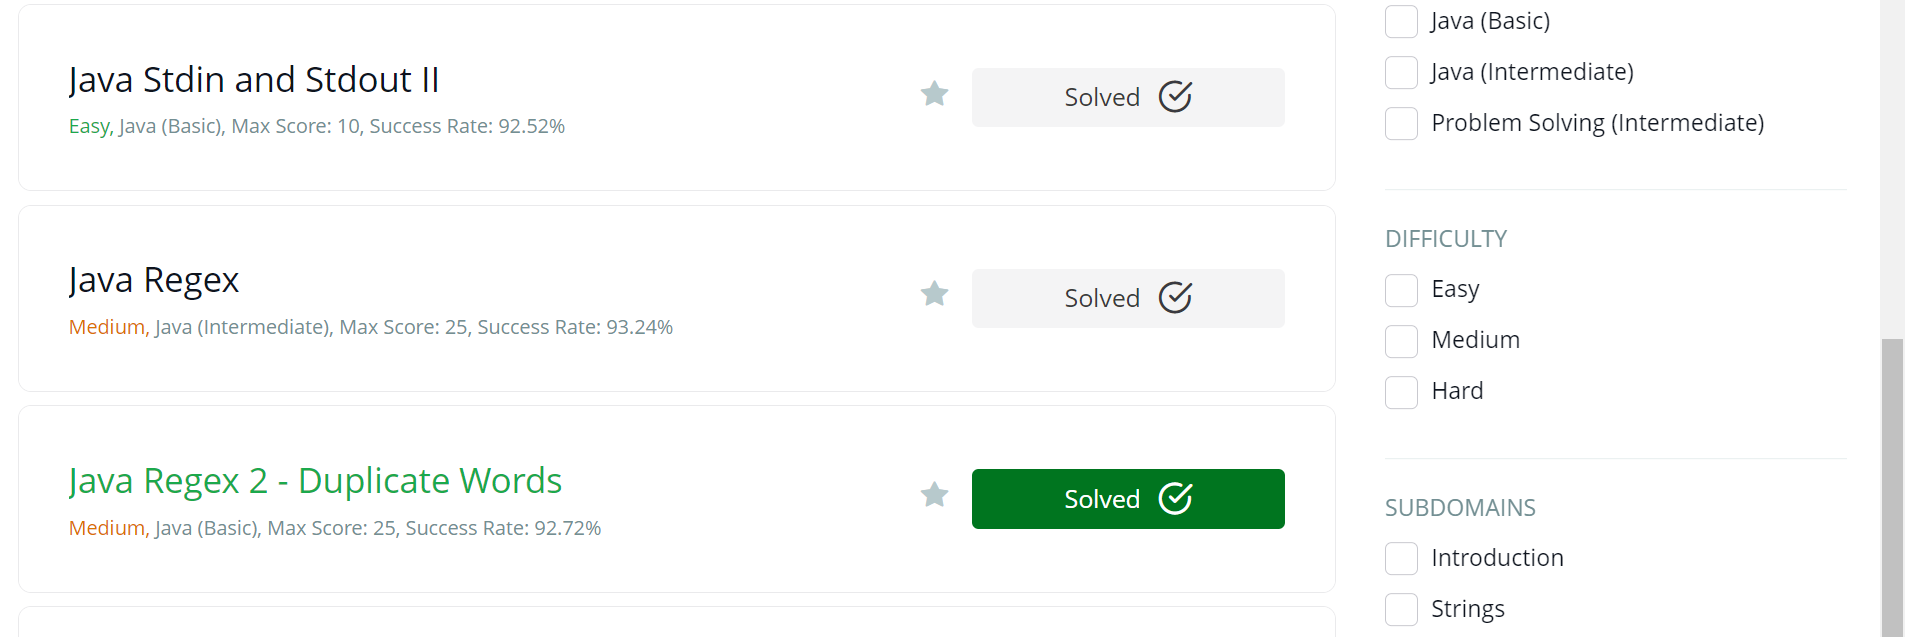 Java Stdin and Stdout II
Easy, Java (Basic), Max Score: 10, Success Rate: 92.52%
Solved
Java Regex
Medium, Java (Intermediate), Max Score: 25, Success Rate: 93.24%
Solved
Java Regex 2 - Duplicate Words
Medium, Java (Basic), Max Score: 25, Success Rate: 92.72%
Solved
Java (Basic)
Java (Intermediate)
Problem Solving (Intermediate)
DIFFICULTY
Easy
Medium
Hard
SUBDOMAINS
Introduction
Strings